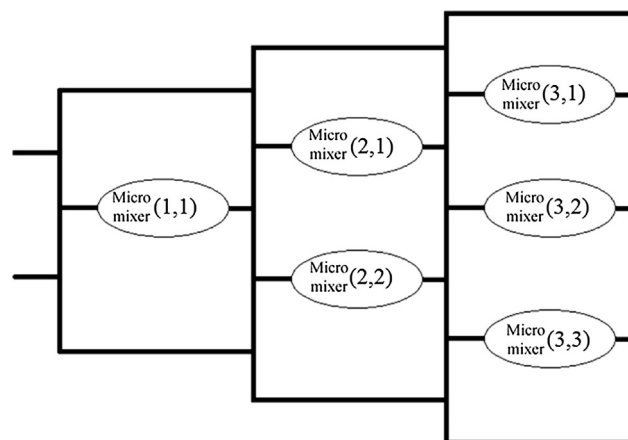 Micro
mixer (1,1)
Micro
mixer (2,1)
Micro
mixer (2,2)
Micro
mixer (3,1)
Micro
mixer (3,2)
Micro
mixer (3,3)